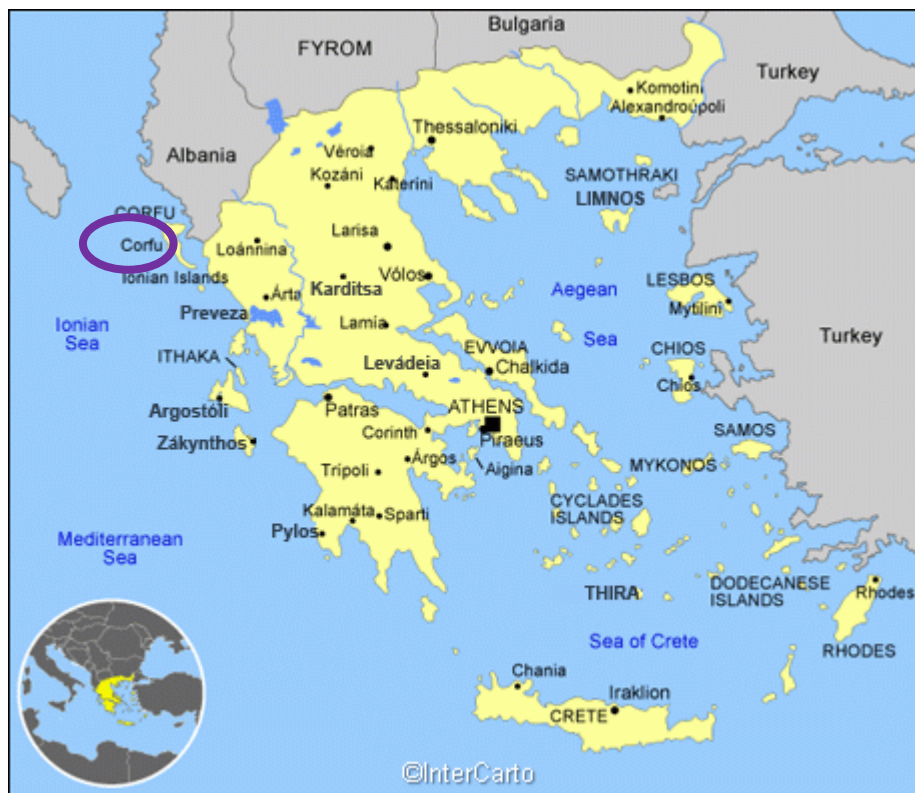 Bulgaria
FYROM
Turkey
Komotini
Alexandroúpoli
Thessaloniki
Albania
Véroia
Kozáni
Katerini
SAMOTHRAKI
LIMNOS
CORFU
Corfu
Loánnina
Larisa
Ionian Islands
Árta
Karditsa
Vólos
Aegean
Sea
LESBOS
Mytilini
Preveza
Ionian
Sea
Lamia
Turkey
ITHAKA
Levádeia
EVVOIA
Chalkida
CHIOS
Chios
Argostóli
Patras
ATHENS
Zákynthos
Corinth
Piraeus
SAMOS
Árgos
Aigina
Tripoli
MYKONOS
CYCLADES
ISLANDS
Kalamáta
Sparti
Pylos
Mediterranean
Sea
THIRA
DODECANESE
ISLANDS
Rhodes
Sea of Crete
RHODES
Chania
Iraklion
CRETE
©InterCarto